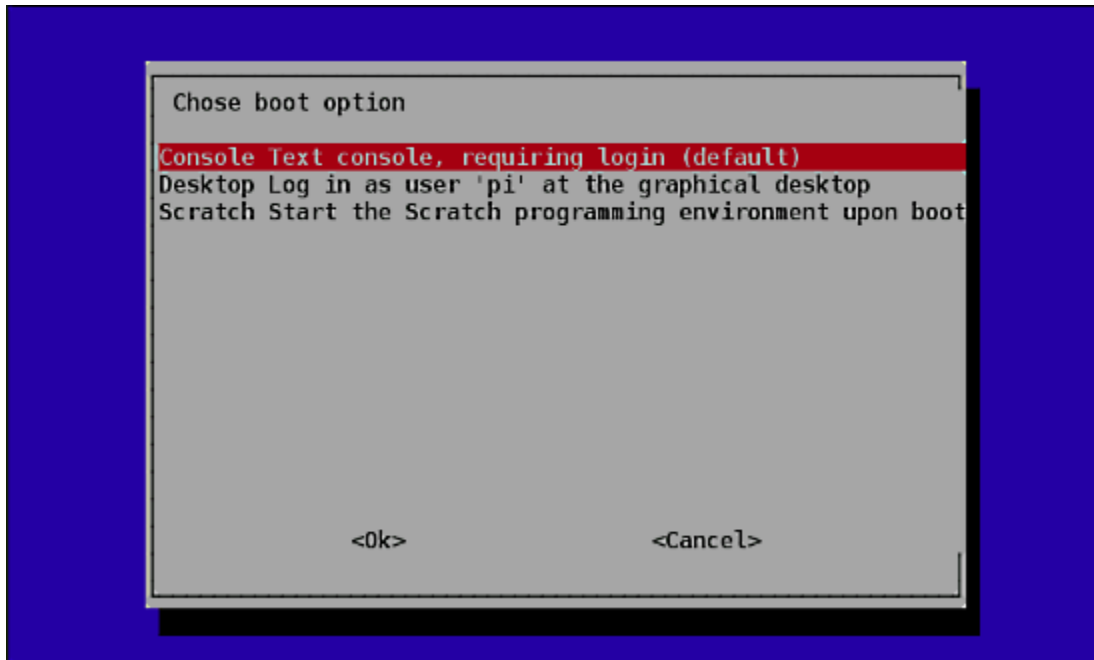 Chose boot option
Console Text console, requiring login (default)
Desktop Log in as user 'pi' at the graphical desktop
Scratch Start the Scratch programming environment upon boot
<Ok> <Cancel>